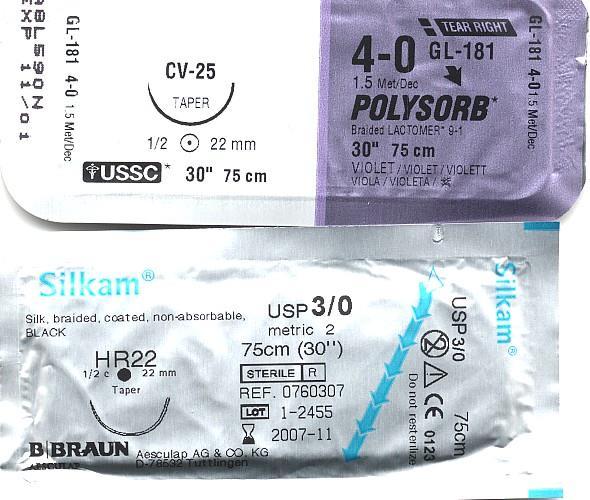 A8L590N
EXP 11/01
GL-181 4-0 1.5 Met/Dec
CV-25
TAPER
1/2 22 mm
USSC*
30" 75 cm
TEAR RIGHT
4-0 GL-181
1.5 Met/Dec
POLYSORB*
Braided LACTOMER* 9-1
30" 75 cm
VIOLET / VIOLET / VIOLETT
VIOLA / VIOLETA /
GL-181 4-0 1.5 Met/Dec
Silkam®
Silk, braided, coated, non-absorbable,
BLACK
HR22
1/2 c 22 mm
Taper
B|BRAUN
AESCULAP
Aesculap AG & CO. KG
D-78532 Tuttlingen
USP 3/0
metric 2
75cm (30")
STERILE R
REF. 0760307
LOT 1-2455
2007-11
Silkam®
USP 3/0
75cm
2
CE 0123
Do not resterilize